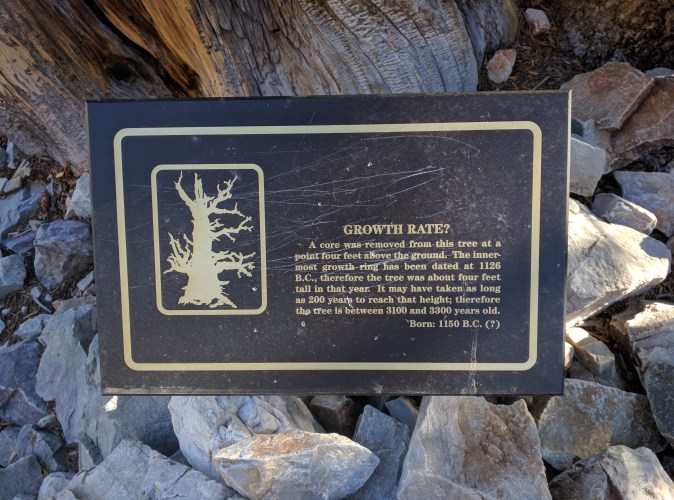 GROWTH RATE?
A core was removed from this tree at a
point four feet above the ground. The inner-
most growth ring has been dated at 1126
B.C., therefore the tree was about four feet
tall in that year. It may have taken as long
as 200 years to reach that height; therefore
the tree is between 3100 and 3300 years old.
Born: 1150 B.C. (?)